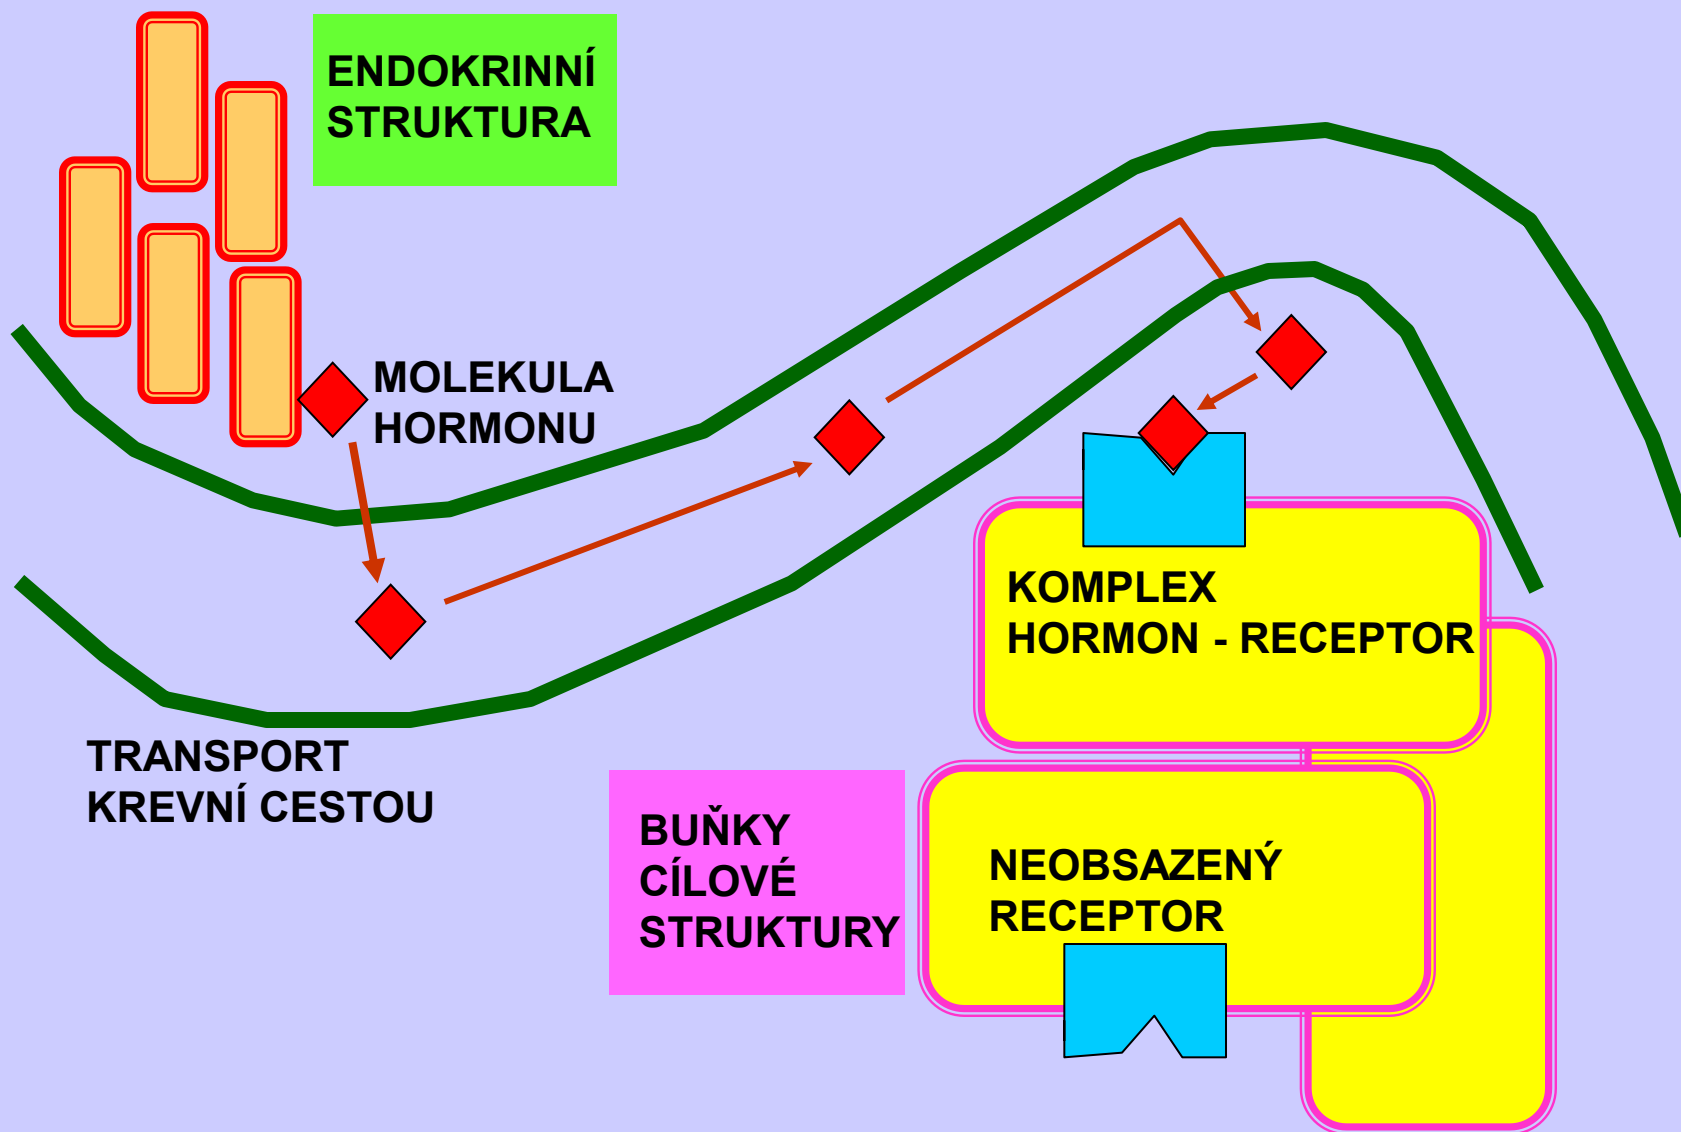 ENDOKRINNÍ
STRUKTURA
MOLEKULA
HORMONU
KOMPLEX
HORMON - RECEPTOR
TRANSPORT
KREVNÍ CESTOU
BUŇKY
CÍLOVÉ
STRUKTURY
NEOBSAZENÝ
RECEPTOR